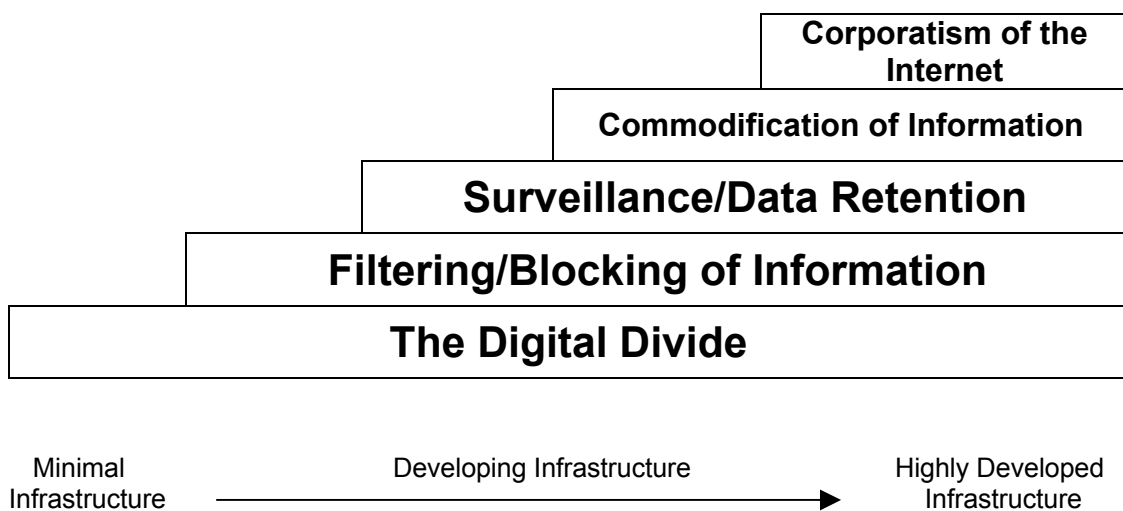 Corporatism of the
Internet
Commodification of Information
Surveillance/Data Retention
Filtering/Blocking of Information
The Digital Divide
Minimal
Infrastructure
Developing Infrastructure
Highly Developed
Infrastructure